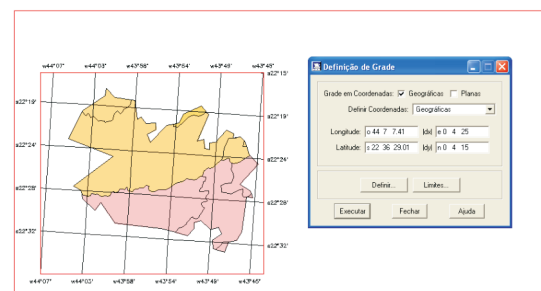 w44°07' w44°03' w43°58' w43°54' w43°49' w43°45'
s22°15'
s22°19' s22°19'
s22°24' s22°24'
s22°28' s22°28'
s22°32' s22°32'
w44°07' w44°03' w43°58' w43°54' w43°49' w43°45'
Definição de Grade
Grade em Coordenadas: Geográficas Planas
Definir Coordenadas: Geográficas
Longitude: o 44 7 7.41 |dx| e 0 4 25
Latitude: s 22 36 29.01 |dy| n 0 4 15
Definir... Limites...
Executar Fechar Ajuda